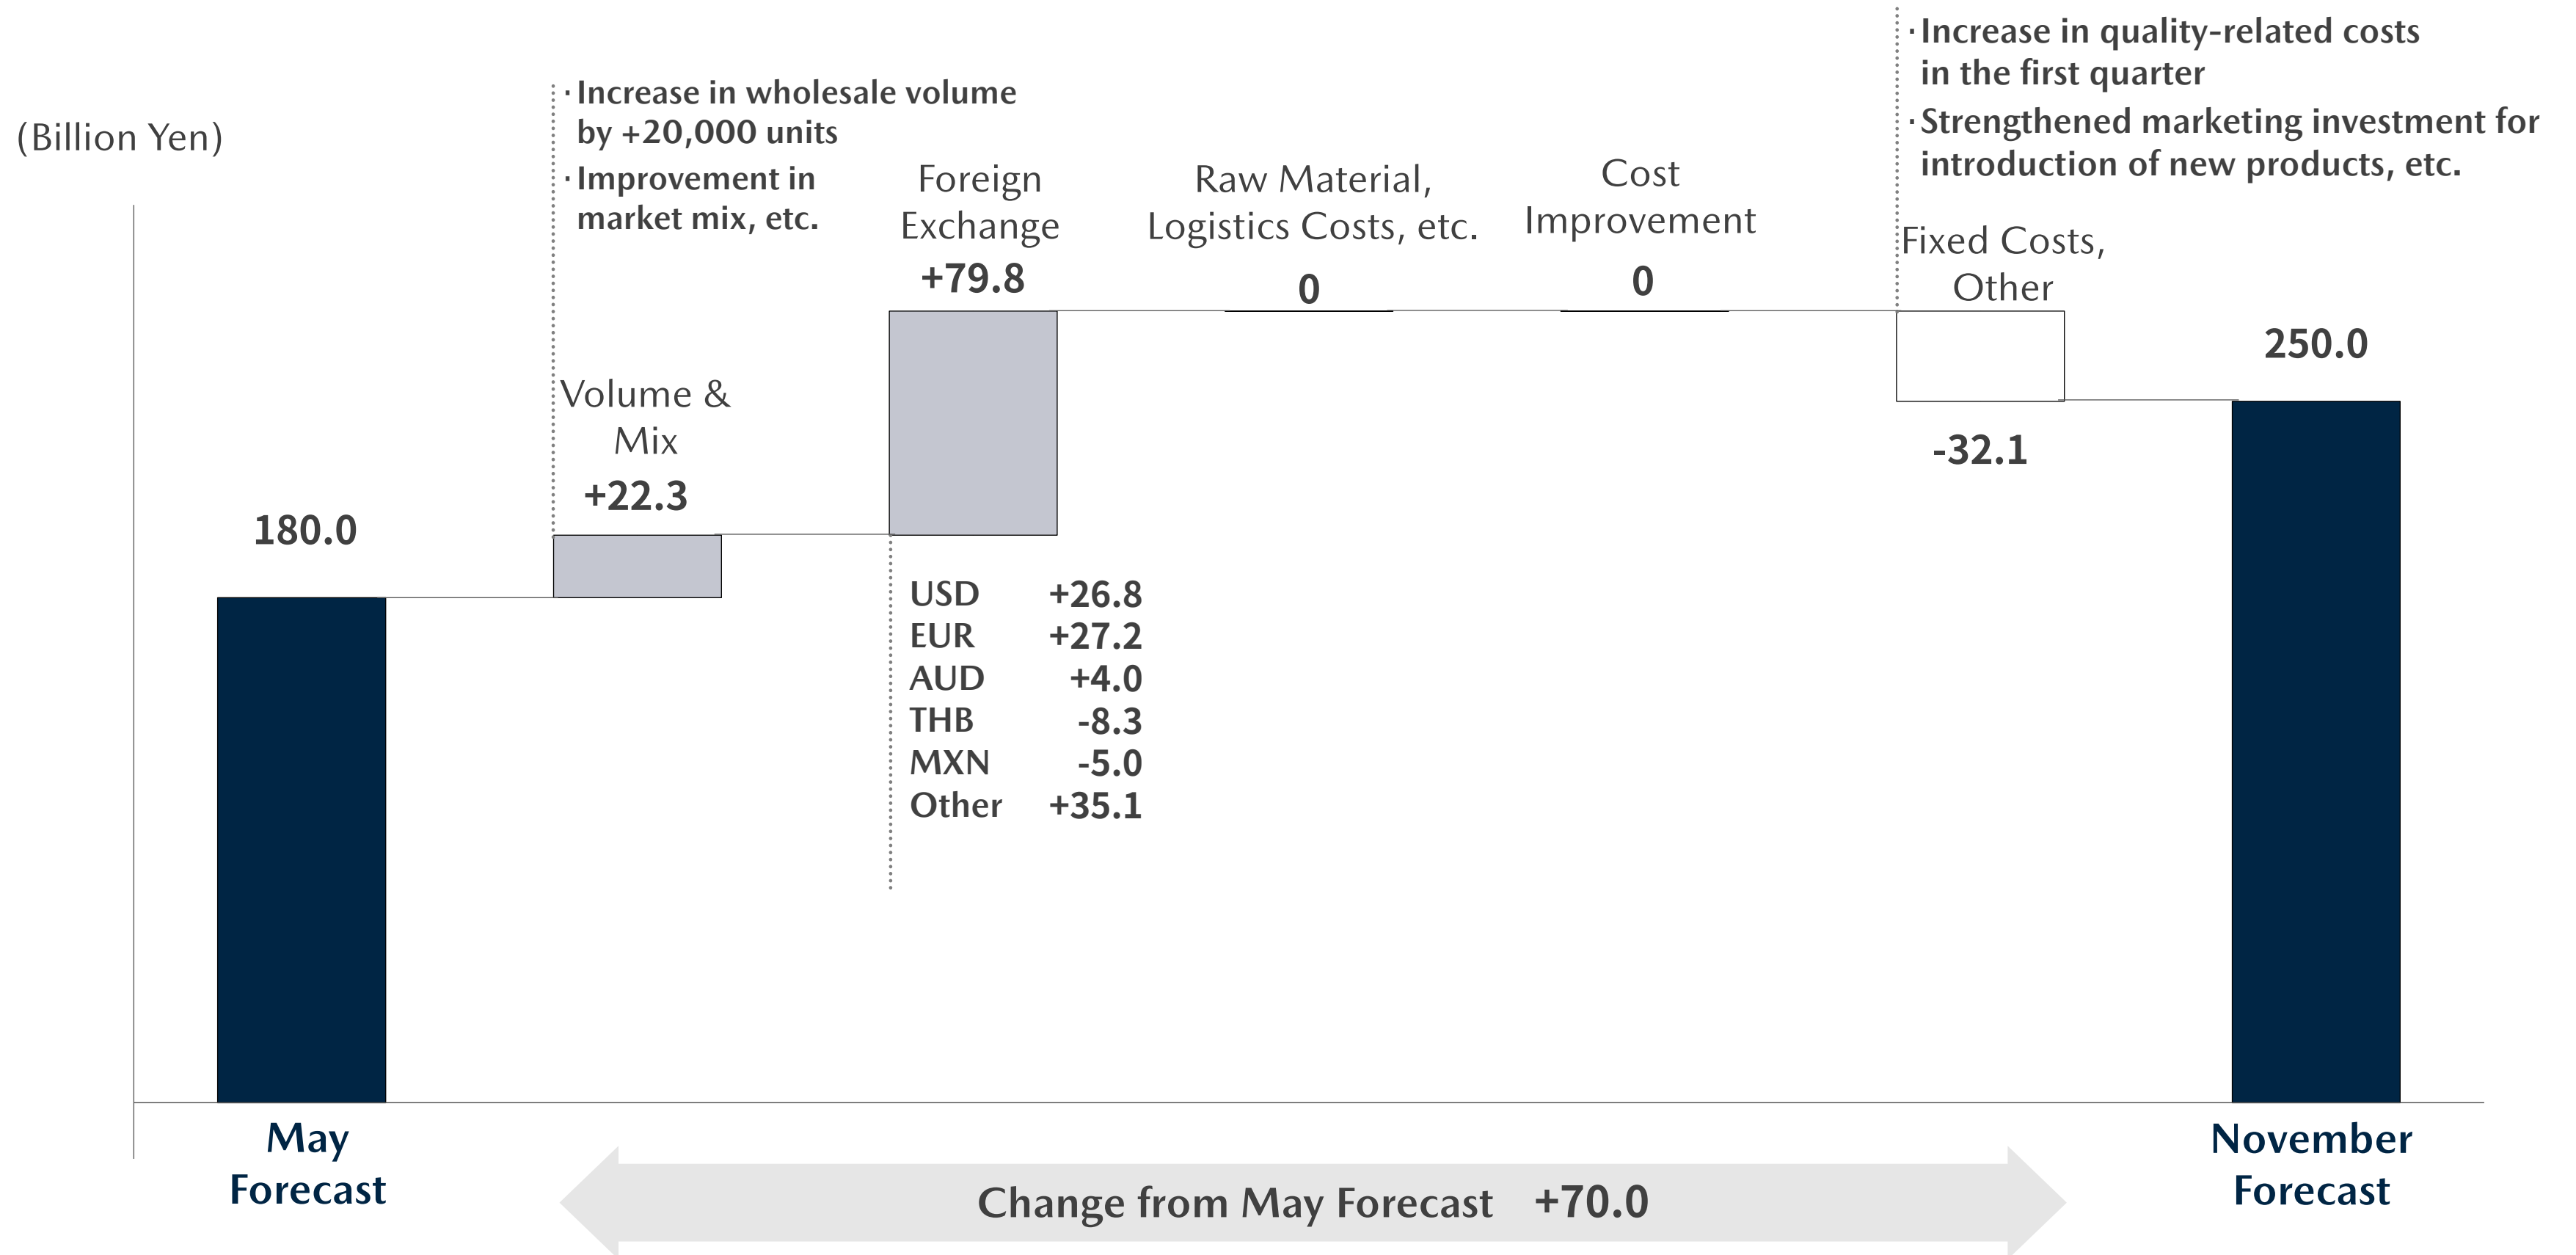 (Billion Yen)
· Increase in wholesale volume
by +20,000 units
· Improvement in
market mix, etc.
· Increase in quality-related costs
in the first quarter
· Strengthened marketing investment for
introduction of new products, etc.
180.0
Volume &
Mix
+22.3
Foreign
Exchange
+79.8
Raw Material,
Logistics Costs, etc.
0
Cost
Improvement
0
Fixed Costs,
Other
-32.1
250.0
USD +26.8
EUR +27.2
AUD +4.0
THB -8.3
MXN -5.0
Other +35.1
May
Forecast
November
Forecast
Change from May Forecast +70.0